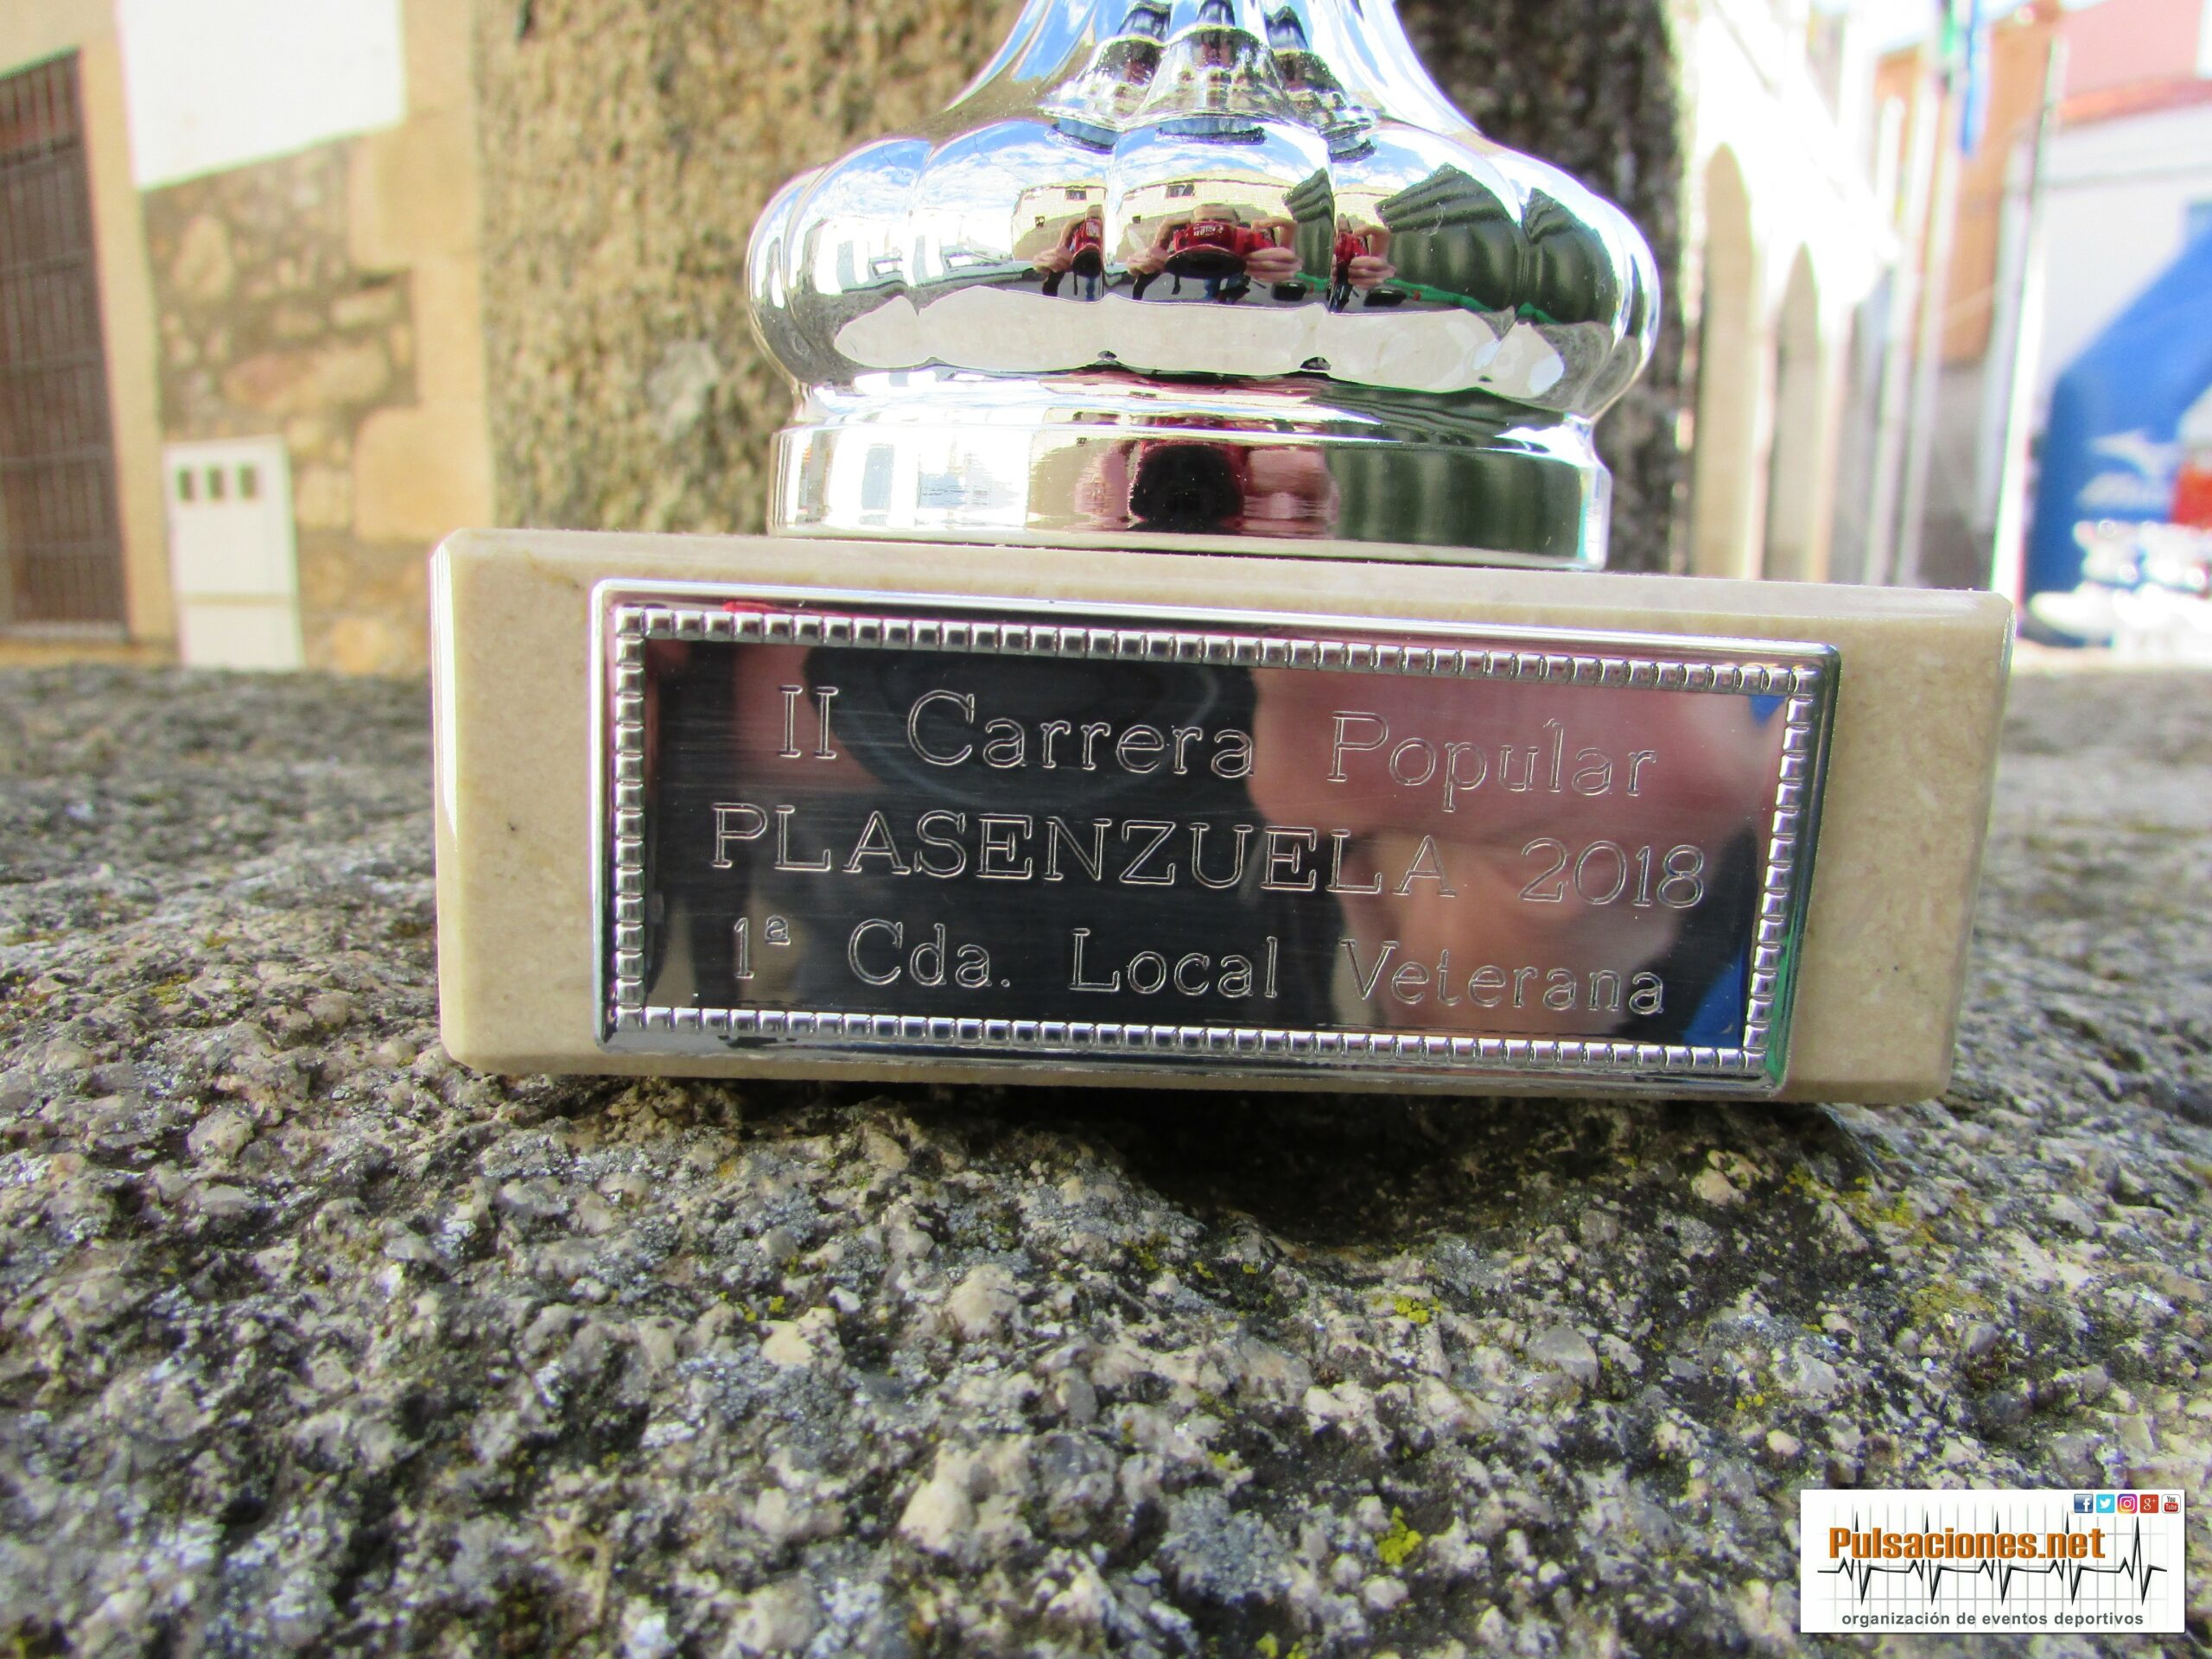 II Carrera Popular
PLASENZUELA 2018
1ª Cda. Local Veterana
Pulsaciones.net
organización de eventos deportivos